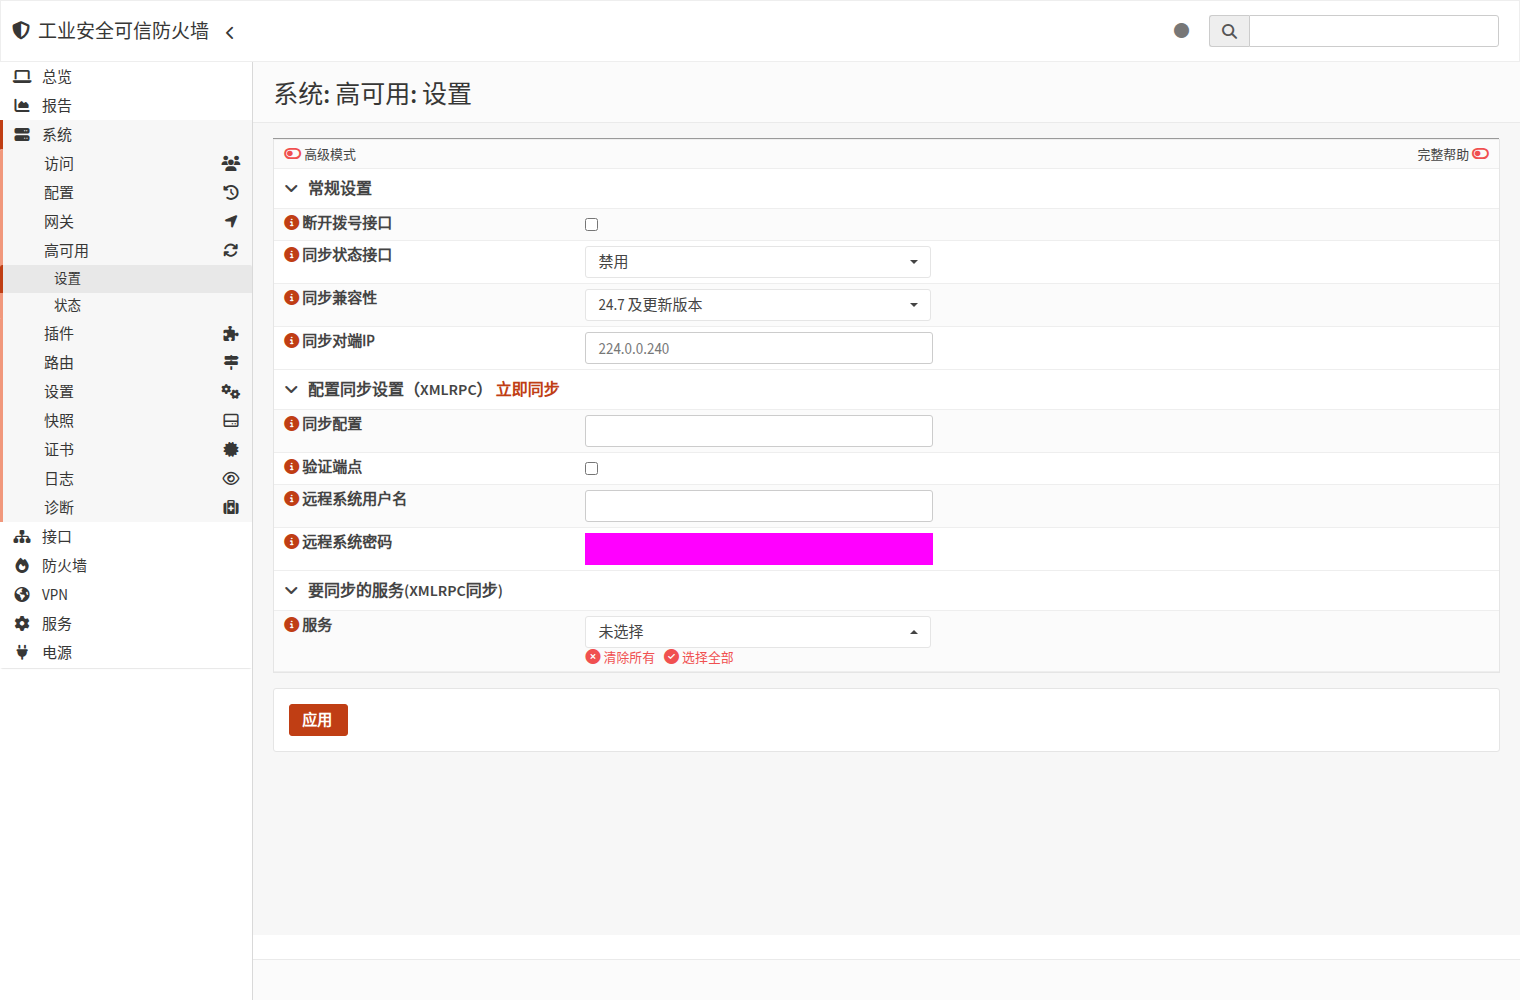 工业安全可信防火墙
总览
报告
系统
访问
配置
网关
高可用
设置
状态
插件
路由
设置
快照
证书
日志
诊断
接口
防火墙
VPN
服务
电源
系统: 高可用: 设置
高级模式 完整帮助
常规设置
断开拨号接口
同步状态接口 禁用
同步兼容性 24.7 及更新版本
同步对端IP 224.0.0.240
配置同步设置（XMLRPC） 立即同步
同步配置
验证端点
远程系统用户名
远程系统密码
要同步的服务(XMLRPC同步)
服务 未选择
清除所有 选择全部
应用